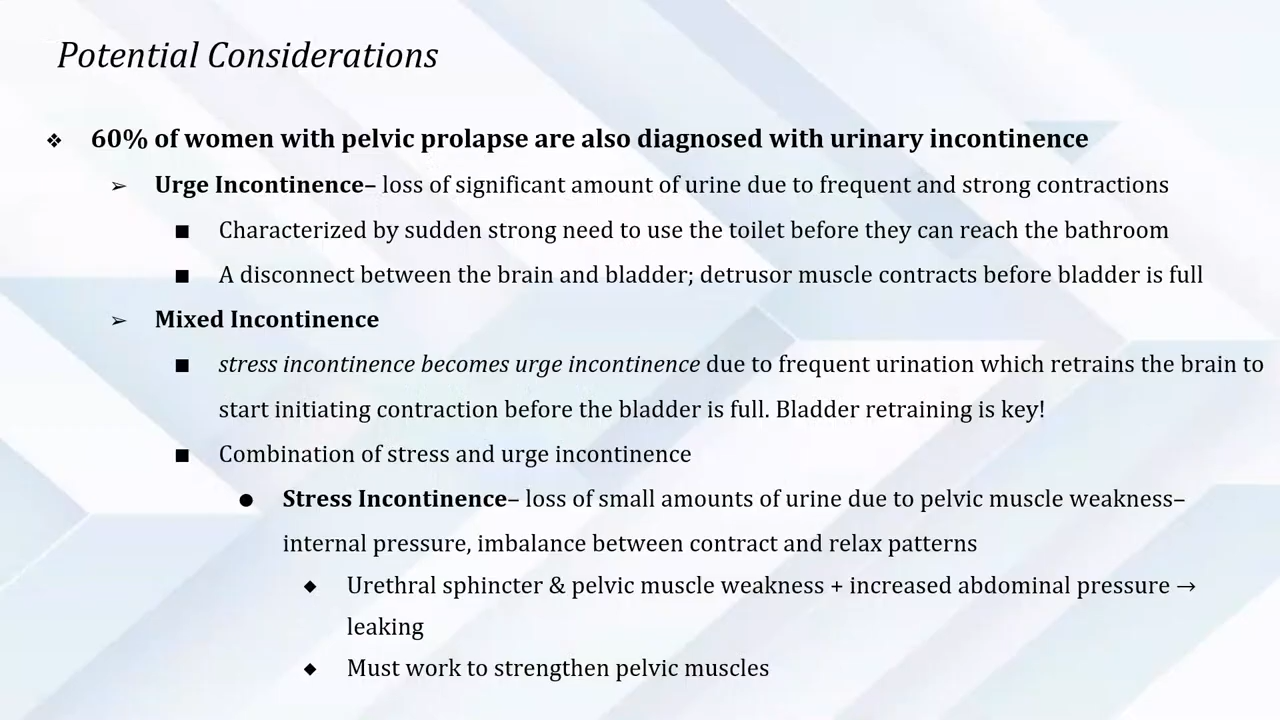 Potential Considerations
❖ 60% of women with pelvic prolapse are also diagnosed with urinary incontinence
➢ Urge Incontinence– loss of significant amount of urine due to frequent and strong contractions
■ Characterized by sudden strong need to use the toilet before they can reach the bathroom
■ A disconnect between the brain and bladder; detrusor muscle contracts before bladder is full
➢ Mixed Incontinence
■ stress incontinence becomes urge incontinence due to frequent urination which retrains the brain to
start initiating contraction before the bladder is full. Bladder retraining is key!
■ Combination of stress and urge incontinence
● Stress Incontinence– loss of small amounts of urine due to pelvic muscle weakness–
internal pressure, imbalance between contract and relax patterns
◆ Urethral sphincter & pelvic muscle weakness + increased abdominal pressure →
leaking
◆ Must work to strengthen pelvic muscles